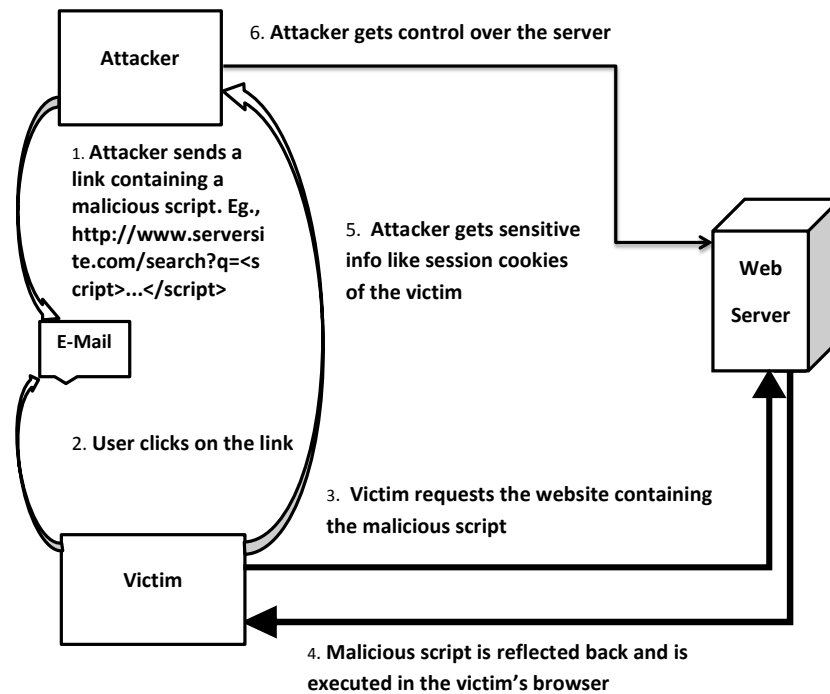 6. Attacker gets control over the server
Attacker
1. Attacker sends a
link containing a
malicious script. Eg.,
http://www.serversi
te.com/search?q=<s
cript>...</script>
5. Attacker gets sensitive
info like session cookies
of the victim
Web
Server
E-Mail
2. User clicks on the link
3. Victim requests the website containing
the malicious script
Victim
4. Malicious script is reflected back and is
executed in the victim’s browser